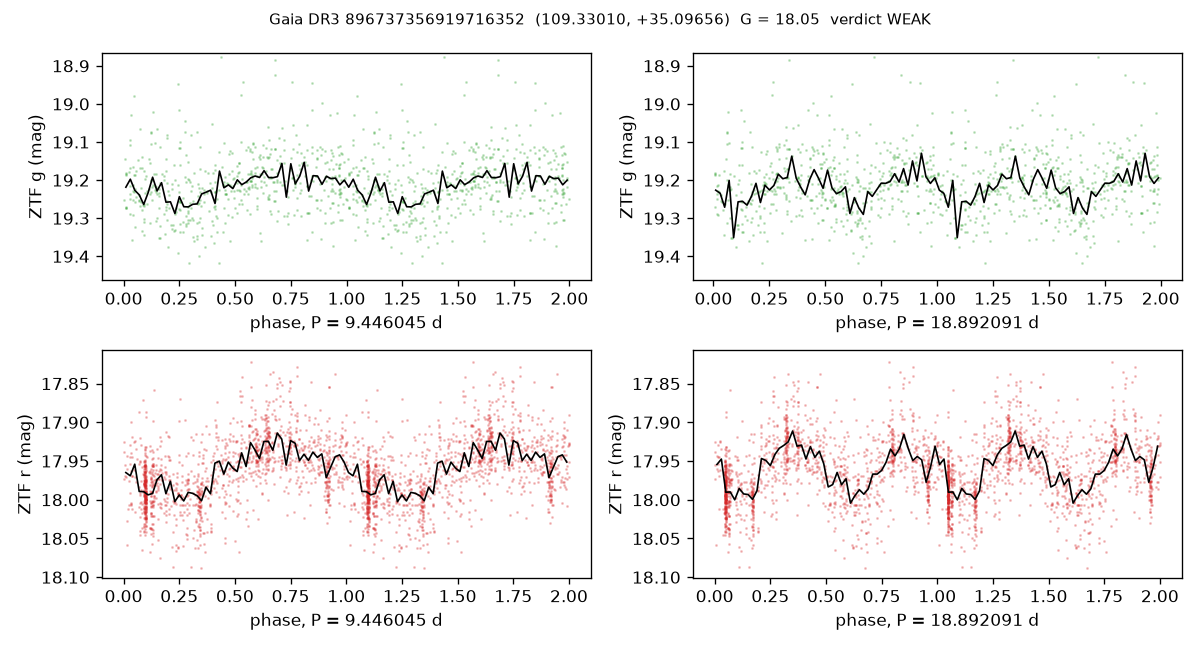 Gaia DR3 896737356919716352 (109.33010, +35.09656) G = 18.05 verdict WEAK
ZTF g (mag)
18.9
19.0
19.1
19.2
19.3
19.4
0.00 0.25 0.50 0.75 1.00 1.25 1.50 1.75 2.00
phase, P = 9.446045 d
ZTF g (mag)
18.9
19.0
19.1
19.2
19.3
19.4
0.00 0.25 0.50 0.75 1.00 1.25 1.50 1.75 2.00
phase, P = 18.892091 d
ZTF r (mag)
17.85
17.90
17.95
18.00
18.05
18.10
0.00 0.25 0.50 0.75 1.00 1.25 1.50 1.75 2.00
phase, P = 9.446045 d
ZTF r (mag)
17.85
17.90
17.95
18.00
18.05
18.10
0.00 0.25 0.50 0.75 1.00 1.25 1.50 1.75 2.00
phase, P = 18.892091 d